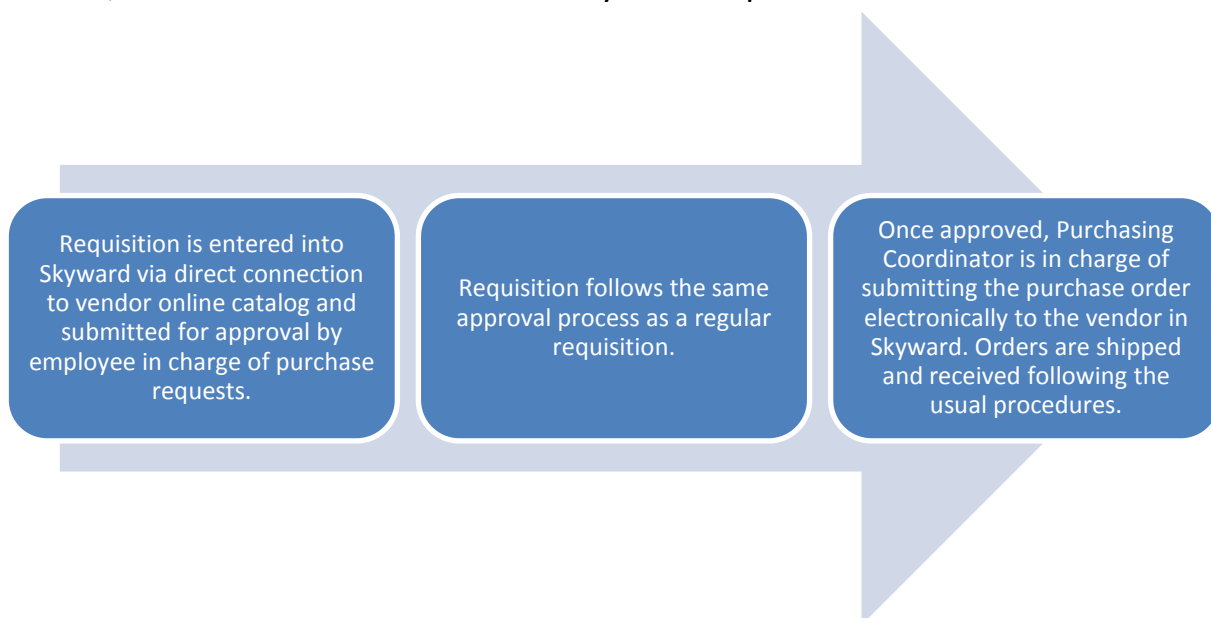 Requisition is entered into
Skyward via direct connection
to vendor online catalog and
submitted for approval by
employee in charge of purchase
requests.
Requisition follows the same
approval process as a regular
requisition.
Once approved, Purchasing
Coordinator is in charge of
submitting the purchase order
electronically to the vendor in
Skyward. Orders are shipped
and received following the
usual procedures.